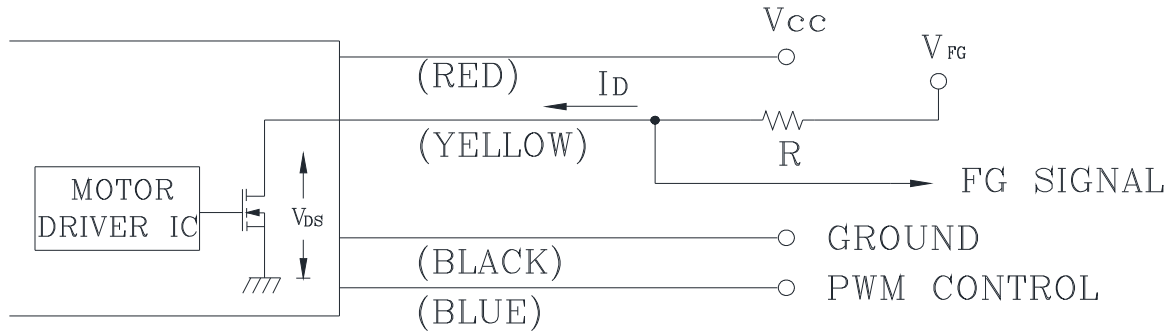 Vcc
VFG
(RED)
ID
(YELLOW)
R
FG SIGNAL
MOTOR
DRIVER IC
VDS
(BLACK)
GROUND
(BLUE)
PWM CONTROL